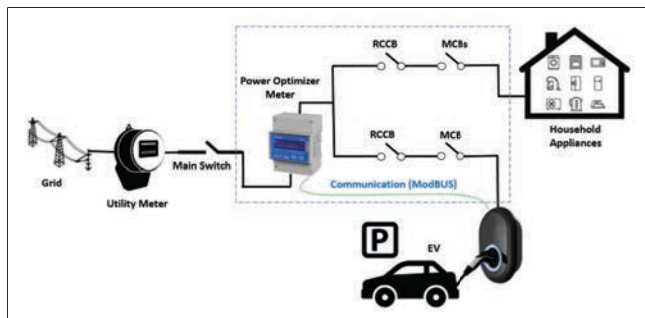 RCCB
MCBs
Power Optimizer
Meter
RCCB
MCB
Household
Appliances
Main Switch
Grid
Utility Meter
Communication (ModBUS)
P
EV